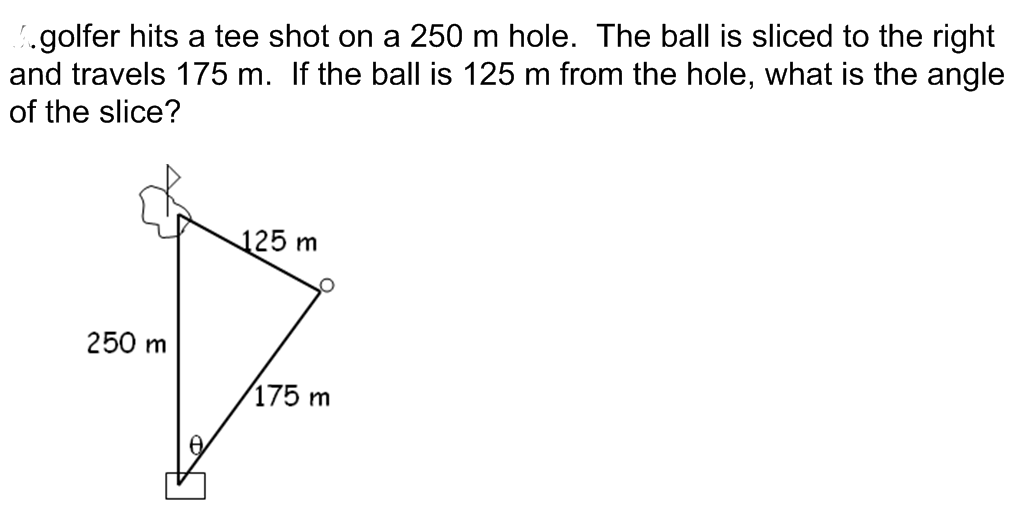 .golfer hits a tee shot on a 250 m hole. The ball is sliced to the right
and travels 175 m. If the ball is 125 m from the hole, what is the angle
of the slice?
125 m
250 m
175 m
θ